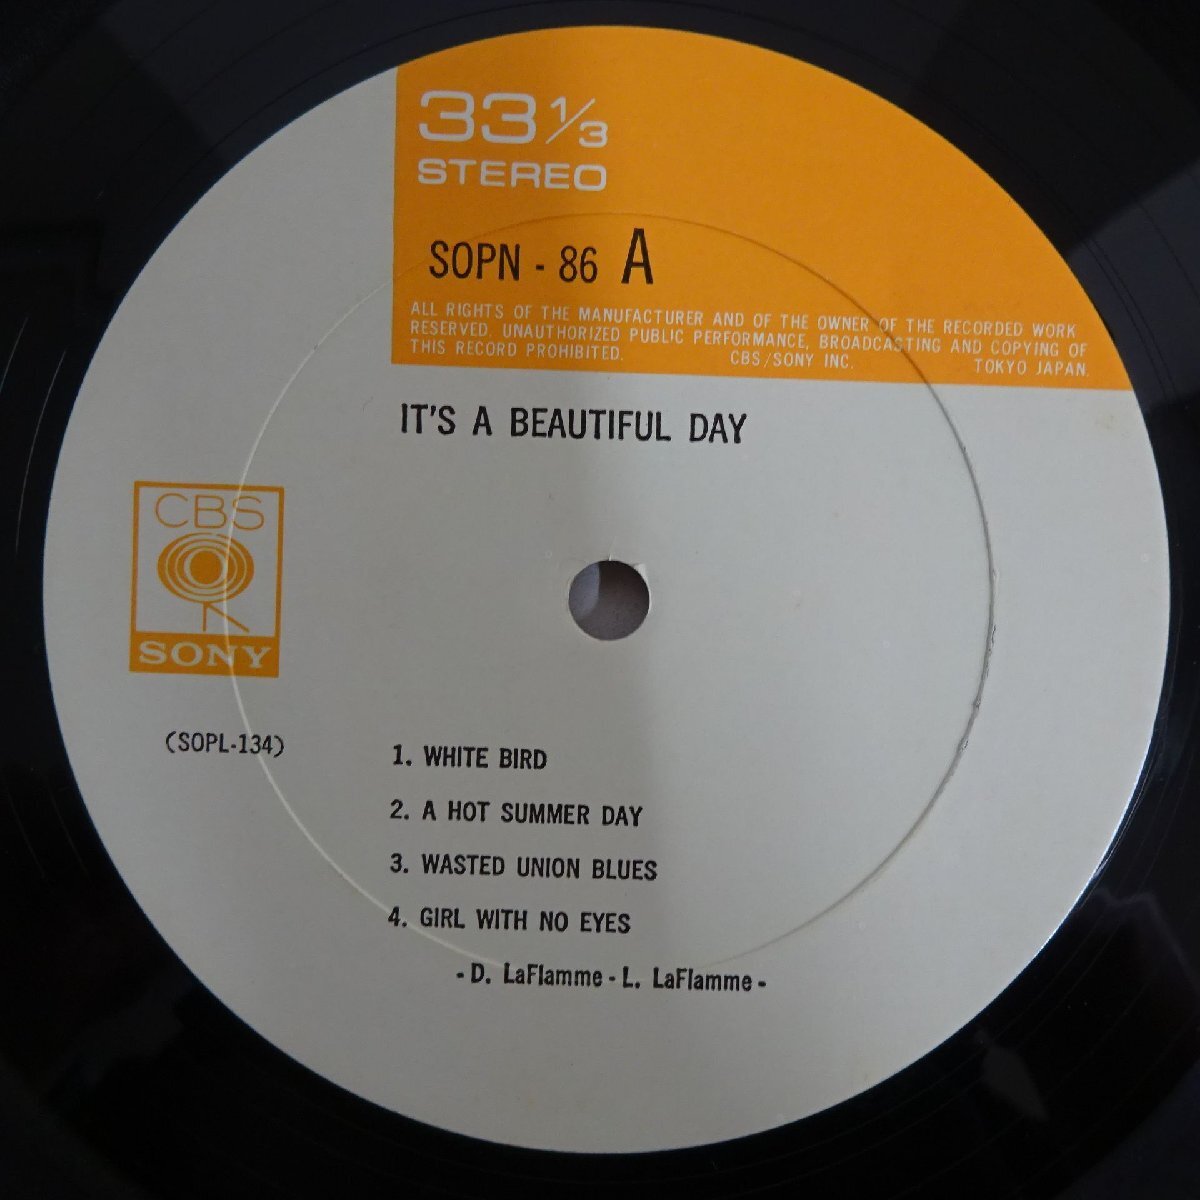 33 1/3
STEREO
SOPN - 86 A
ALL RIGHTS OF THE MANUFACTURER AND OF THE OWNER OF THE RECORDED WORK
RESERVED. UNAUTHORIZED PUBLIC PERFORMANCE, BROADCASTING AND COPYING OF
THIS RECORD PROHIBITED. CBS/SONY INC. TOKYO JAPAN.
IT'S A BEAUTIFUL DAY
CBS
SONY
(SOPL-134)
1. WHITE BIRD
2. A HOT SUMMER DAY
3. WASTED UNION BLUES
4. GIRL WITH NO EYES
- D. LaFlamme - L. LaFlamme -